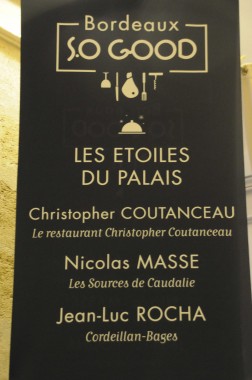 Bordeaux
S.O GOOD
LES ETOILES
DU PALAIS
Christopher COUTANCEAU
Le restaurant Christopher Coutanceau
Nicolas MASSE
Les Sources de Caudalie
Jean-Luc ROCHA
Cordeillan-Bages